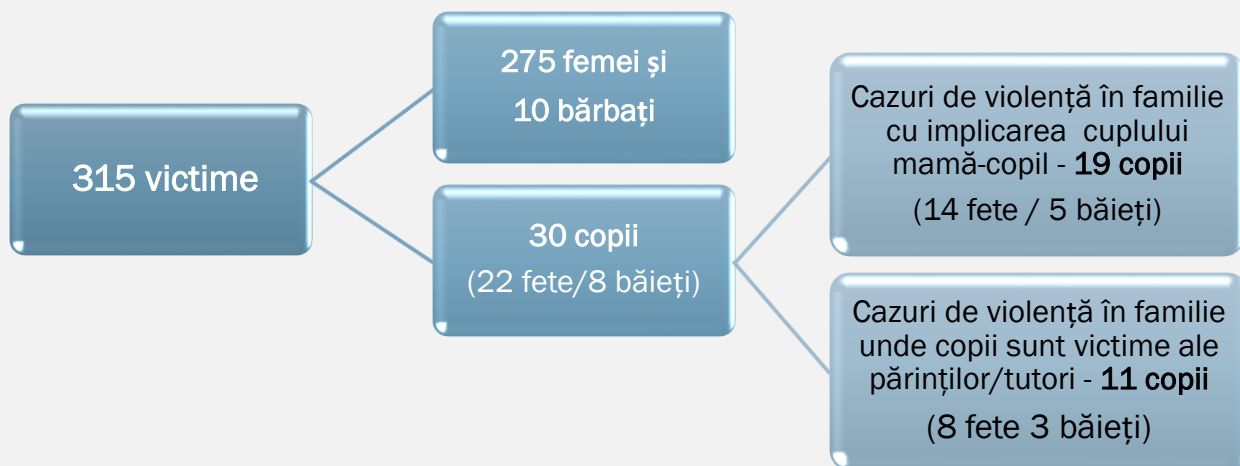 315 victime
275 femei și
10 bărbați
30 copii
(22 fete/8 băieți)
Cazuri de violență în familie
cu implicarea cuplului
mamă-copil - 19 copii
(14 fete / 5 băieți)
Cazuri de violență în familie
unde copii sunt victime ale
părinților/tutori - 11 copii
(8 fete 3 băieți)